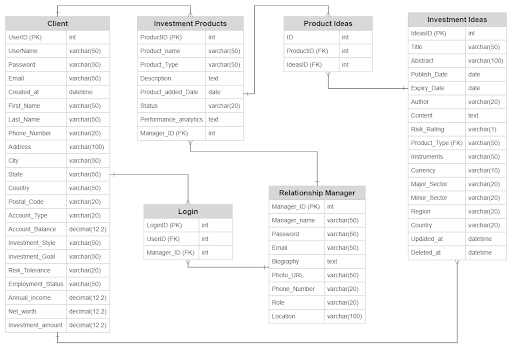 Client
UserID (PK) int
UserName varchar(50)
Password varchar(50)
Email varchar(50)
Created_at datetime
First_Name varchar(50)
Last_Name varchar(50)
Phone_Number varchar(20)
Address varchar(100)
City varchar(50)
State varchar(50)
Country varchar(50)
Postal_Code varchar(20)
Account_Type varchar(20)
Account_Balance decimal(12.2)
Investment_Style varchar(50)
Investment_Goal varchar(50)
Risk_Tolerance varchar(20)
Employment_Status varchar(50)
Annual_income decimal(12.2)
Net_worth decimal(12.2)
Investment_amount decimal(12.2)
Investment Products
ProductID (PK) int
Product_name varchar(50)
Product_Type varchar(50)
Description text
Product_added_Date date
Status varchar(20)
Performance_analytics text
Manager_ID (FK) int
Product Ideas
ID int
ProductID (FK) int
IdeasID (FK) int
Investment Ideas
IdeasID (PK) int
Title varchar(50)
Abstract varchar(100)
Publish_Date date
Expiry_Date date
Author varchar(20)
Content text
Risk_Rating varchar(1)
Product_Type (FK) varchar(50)
Instruments varchar(50)
Currency varchar(10)
Major_Sector varchar(20)
Minor_Sector varchar(20)
Region varchar(20)
Country varchar(20)
Updated_at datetime
Deleted_at datetime
Login
LoginID (PK) int
UserID (FK) int
Manager_ID (FK) int
Relationship Manager
Manager_ID (PK) int
Manager_name varchar(50)
Password varchar(50)
Email varchar(50)
Biography text
Photo_URL varchar(50)
Phone_Number varchar(20)
Role varchar(20)
Location varchar(100)